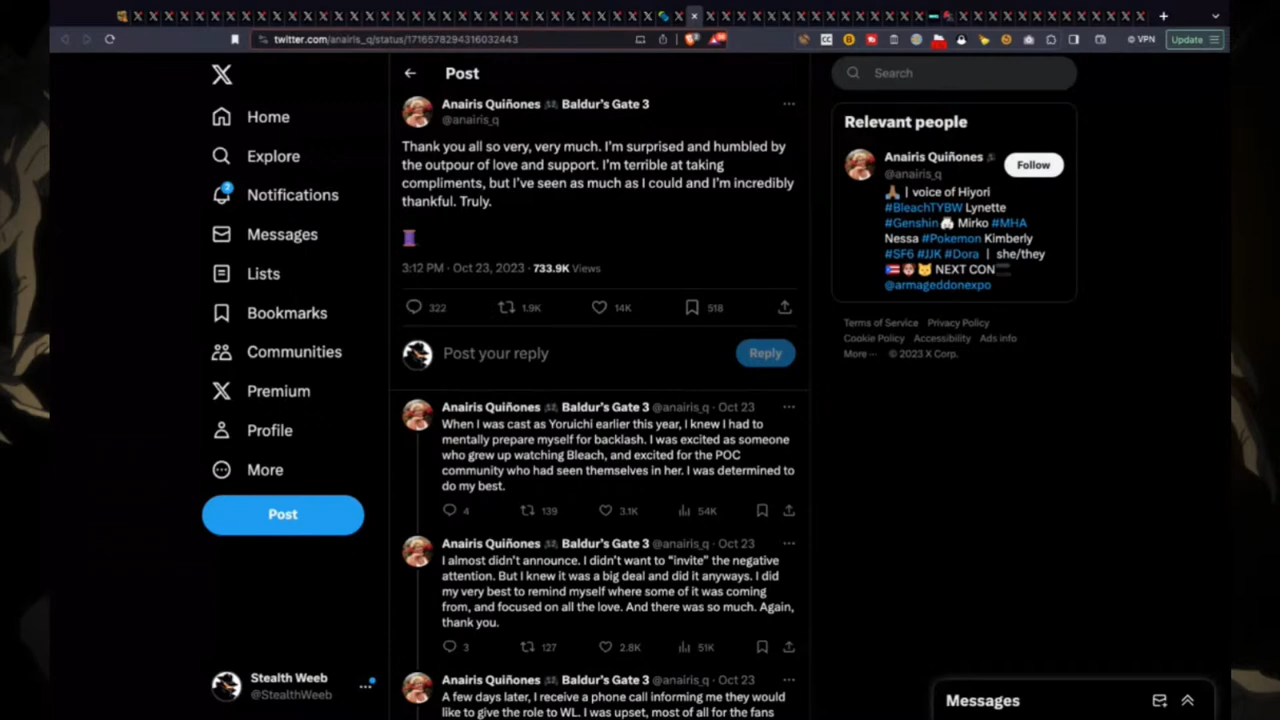 twitter.com/anairis_q/status/1716578294316032443
VPN
Update
Home
Explore
2
Notifications
Messages
Lists
Bookmarks
Communities
Premium
Profile
More
Post
Stealth Weeb
@StealthWeeb
Post
Anairis Quiñones Baldur's Gate 3
@anairis_q
Thank you all so very, very much. I'm surprised and humbled by
the outpour of love and support. I'm terrible at taking
compliments, but I've seen as much as I could and I'm incredibly
thankful. Truly.
3:12 PM · Oct 23, 2023 · 733.9K Views
322 1.9K 14K 518
Post your reply
Reply
Anairis Quiñones Baldur's Gate 3 @anairis_q · Oct 23
When I was cast as Yoruichi earlier this year, I knew I had to
mentally prepare myself for backlash. I was excited as someone
who grew up watching Bleach, and excited for the POC
community who had seen themselves in her. I was determined to
do my best.
4 139 3.1K 54K
Anairis Quiñones Baldur's Gate 3 @anairis_q · Oct 23
I almost didn't announce. I didn't want to “invite” the negative
attention. But I knew it was a big deal and did it anyways. I did
my very best to remind myself where some of it was coming
from, and focused on all the love. And there was so much. Again,
thank you.
3 127 2.8K 51K
Anairis Quiñones Baldur's Gate 3 @anairis_q · Oct 23
A few days later, I receive a phone call informing me they would
like to give the role to WL. I was upset, most of all for the fans
Search
Relevant people
Anairis Quiñones
@anairis_q
Follow
| voice of Hiyori
#BleachTYBW Lynette
#Genshin Mirko #MHA
Nessa #Pokemon Kimberly
#SF6 #JJK #Dora | she/they
NEXT CON
@armageddonexpo
Terms of Service Privacy Policy
Cookie Policy Accessibility Ads info
More ··· © 2023 X Corp.
Messages